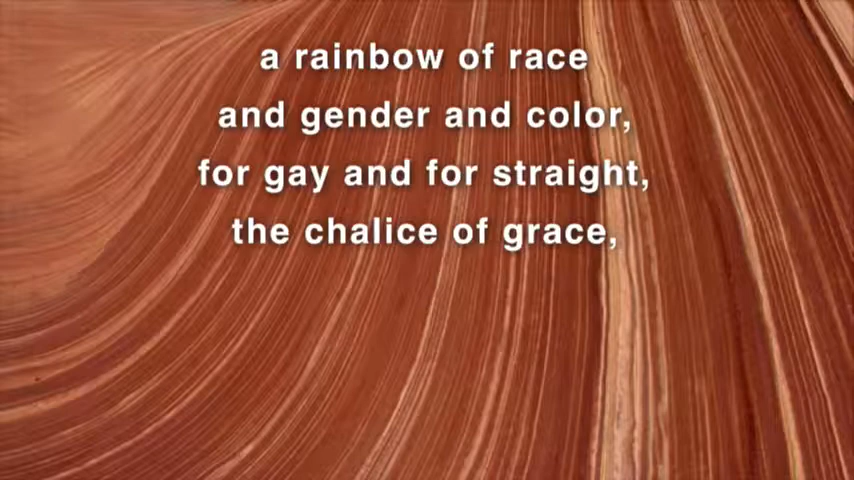 a rainbow of race
and gender and color,
for gay and for straight,
the chalice of grace,